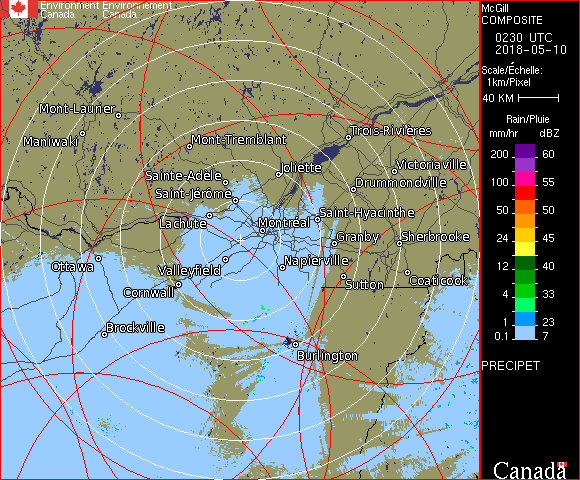 Environment Environnement
Canada Canada
McGill
COMPOSITE
0230 UTC
2018-05-10
Scale/Échelle:
1km/Pixel
40 KM
Rain/Pluie
mm/hr dBZ
200 60
100 55
50 50
24 45
12 40
4 33
1 23
0.1 7
PRECIPET
Canada
Mont-Laurier
Maniwaki
Mont-Tremblant
Trois-Rivières
Joliette
Victoriaville
Sainte-Adèle
Drummondville
Saint-Jérôme
Saint-Hyacinthe
Lachute
Montréal
Granby
Sherbrooke
Ottawa
Valleyfield
Napierville
Coaticook
Sutton
Cornwall
Brockville
Burlington